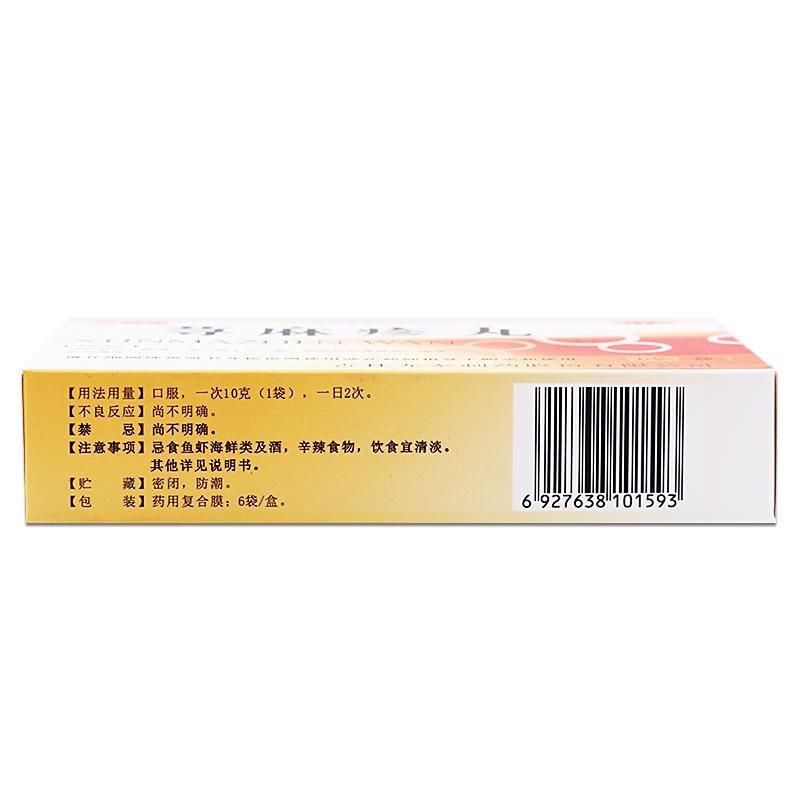 荨麻疹丸
XUNMAZHEN WAN
【用法用量】口服，一次10克（1袋），一日2次。
【不良反应】尚不明确。
【禁　　忌】尚不明确。
【注意事项】忌食鱼虾海鲜类及酒，辛辣食物，饮食宜清淡。
其他详见说明书。
【贮　　藏】密闭，防潮。
【包　　装】药用复合膜；6袋/盒。
6 927638 101593